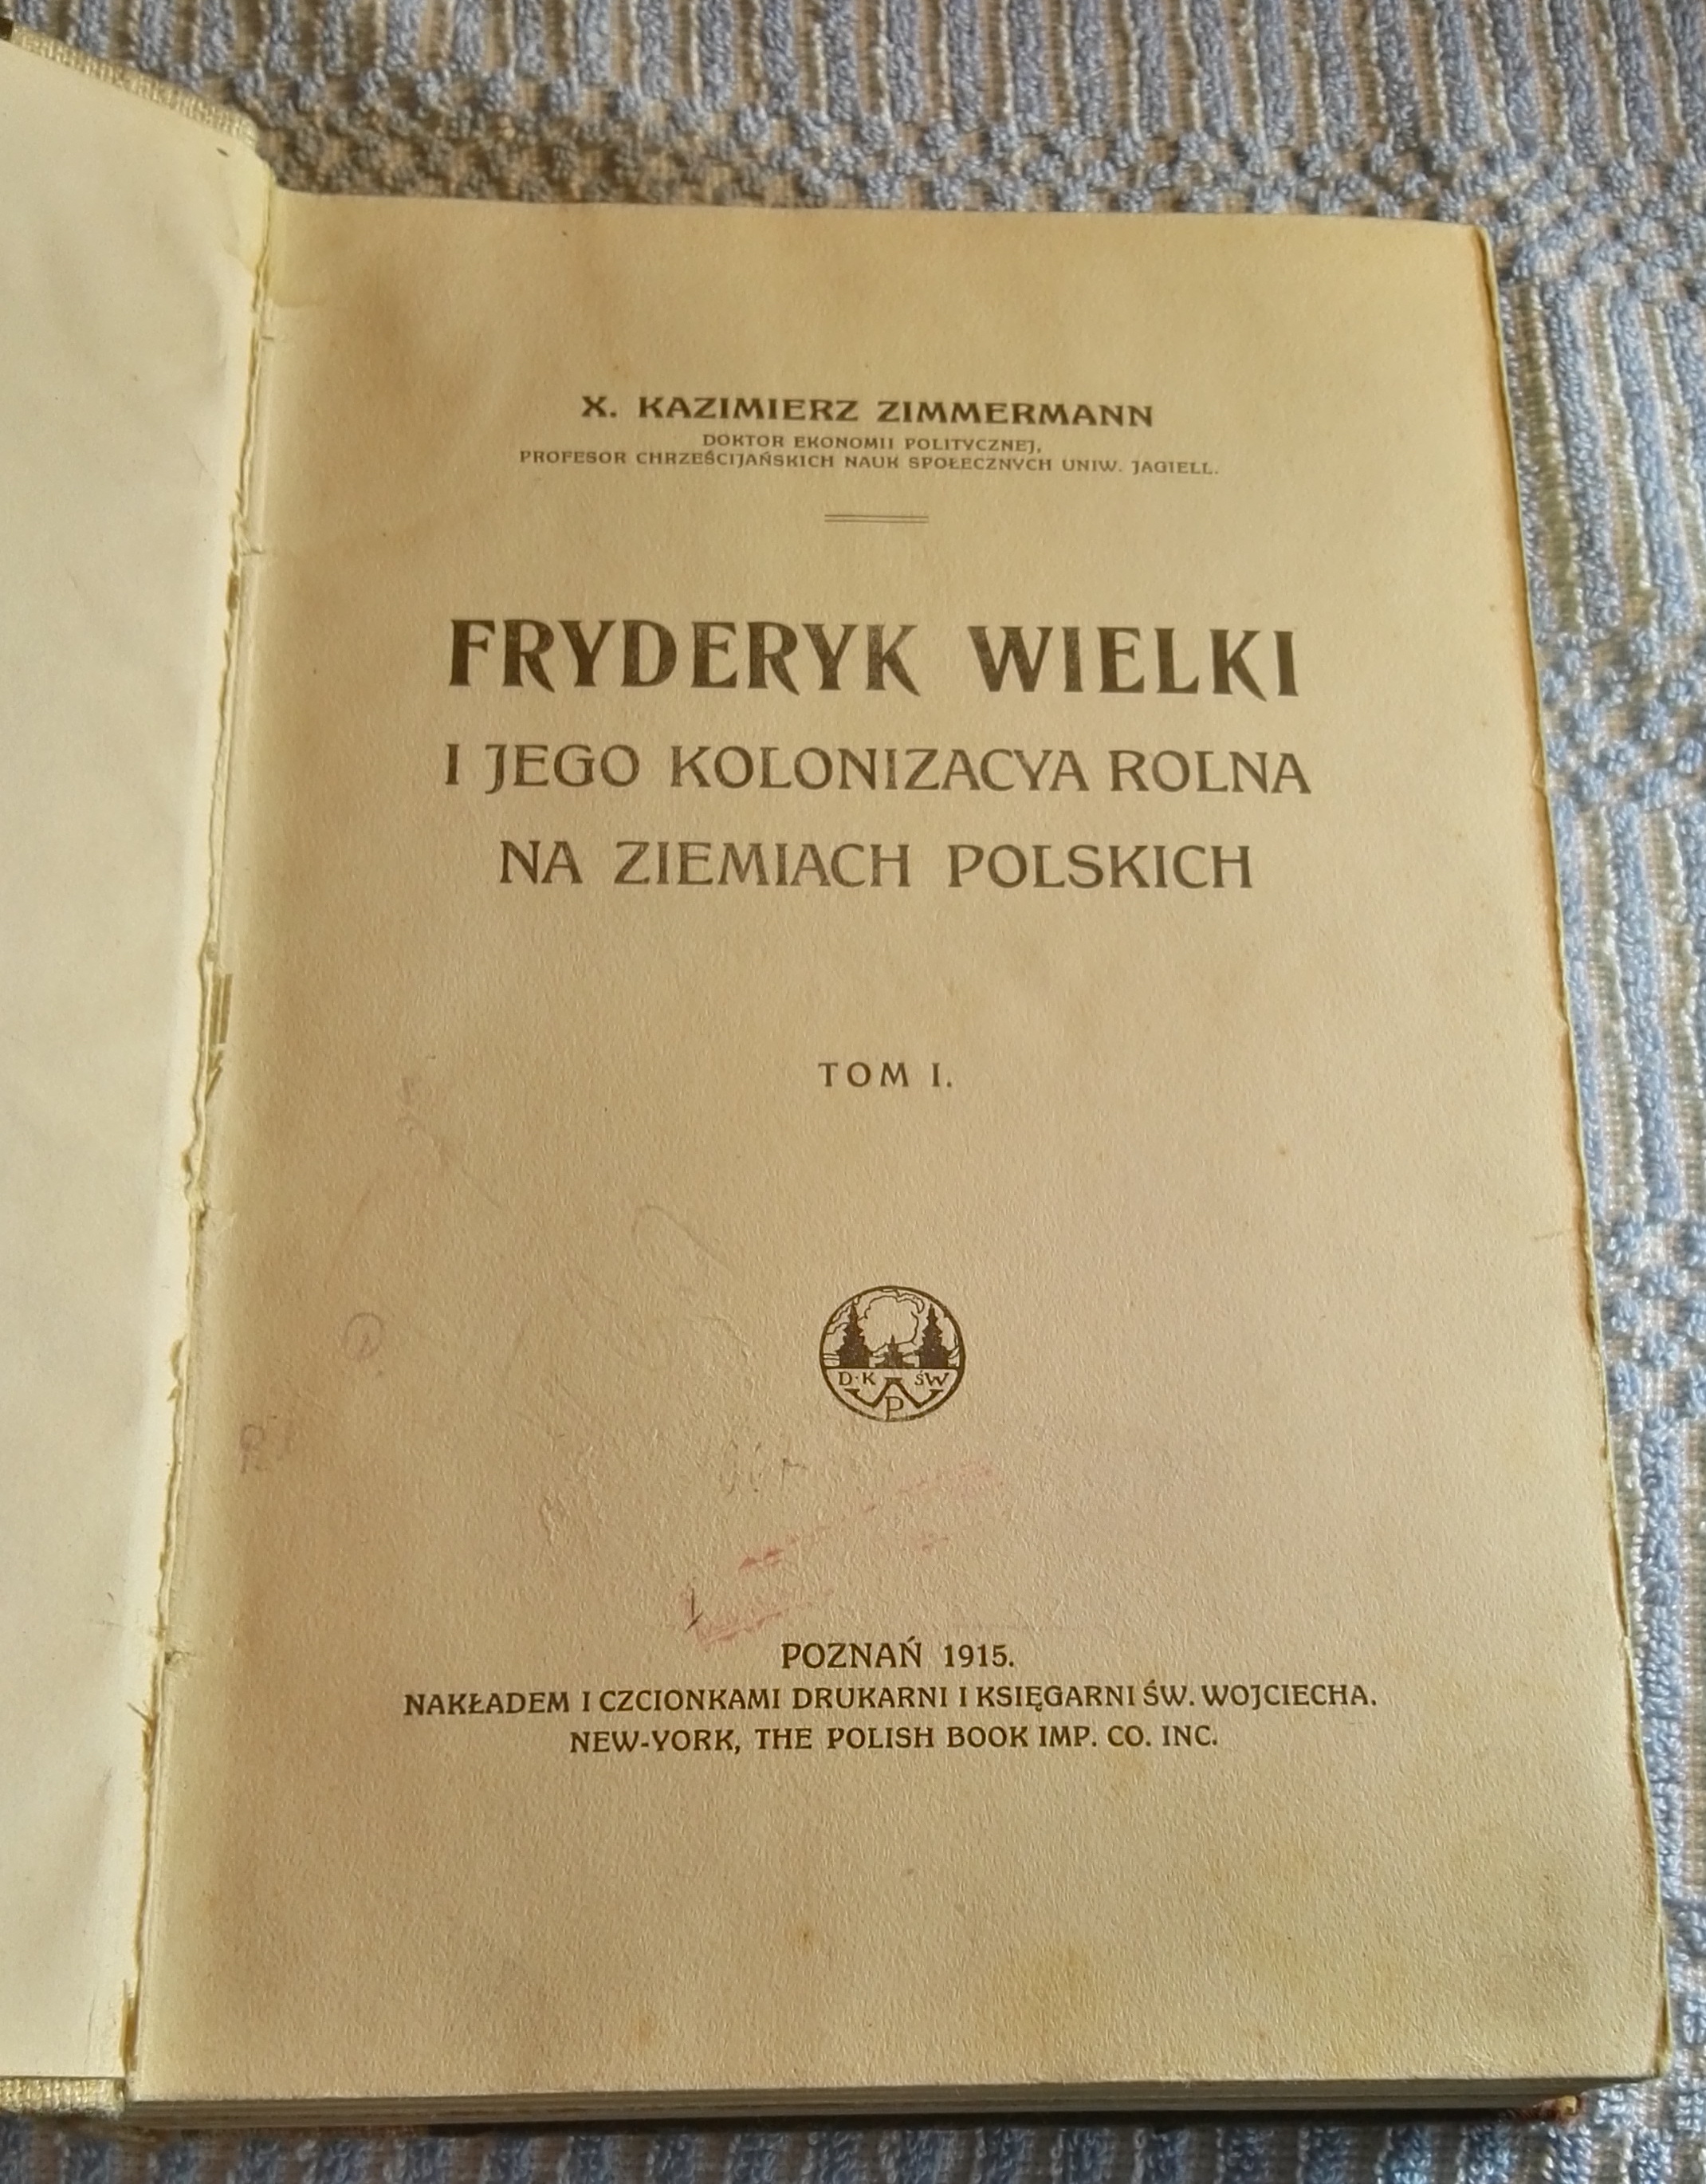 X. KAZIMIERZ ZIMMERMANN
DOKTOR EKONOMII POLITYCZNEJ,
PROFESOR CHRZEŚCIJAŃSKICH NAUK SPOŁECZNYCH UNIW. JAGIELL.
FRYDERYK WIELKI
I JEGO KOLONIZACYA ROLNA
NA ZIEMIACH POLSKICH
TOM I.
D·K ŚW
P
POZNAŃ 1915.
NAKŁADEM I CZCIONKAMI DRUKARNI I KSIĘGARNI ŚW. WOJCIECHA.
NEW-YORK, THE POLISH BOOK IMP. CO. INC.